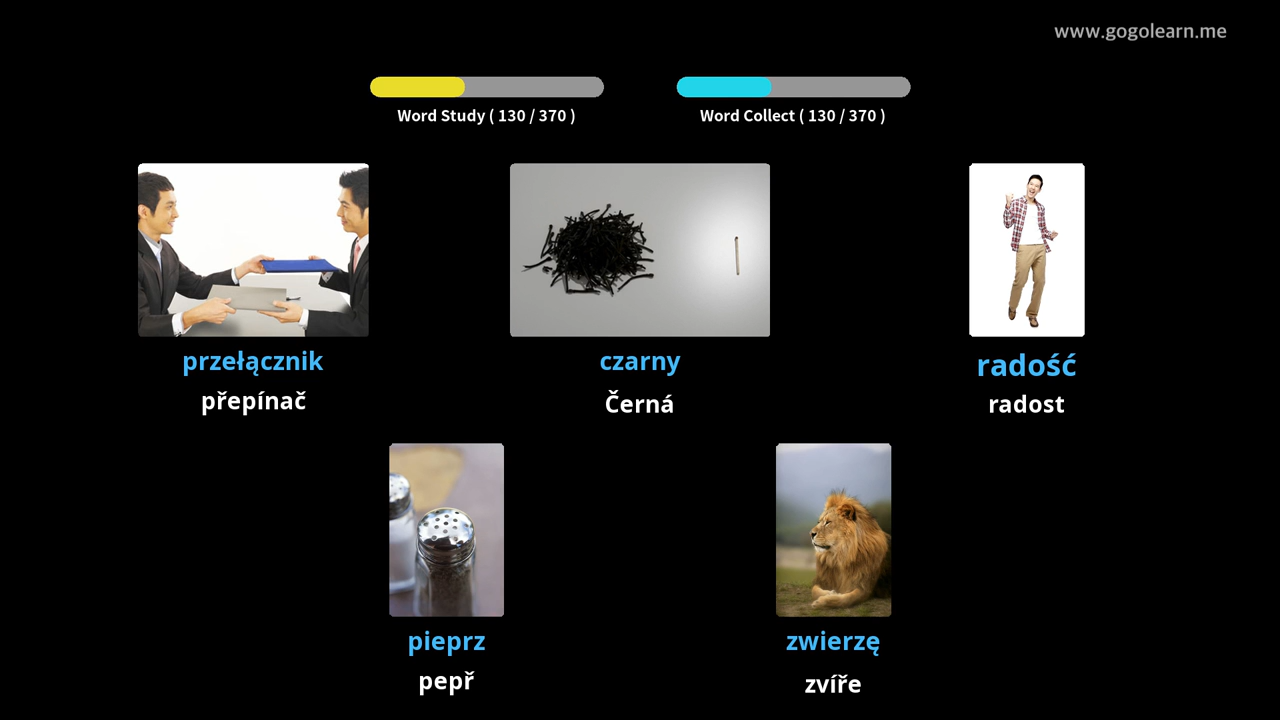 www.gogolearn.me
Word Study ( 130 / 370 )
Word Collect ( 130 / 370 )
przełącznik
přepínač
czarny
Černá
radość
radost
pieprz
pepř
zwierzę
zvíře